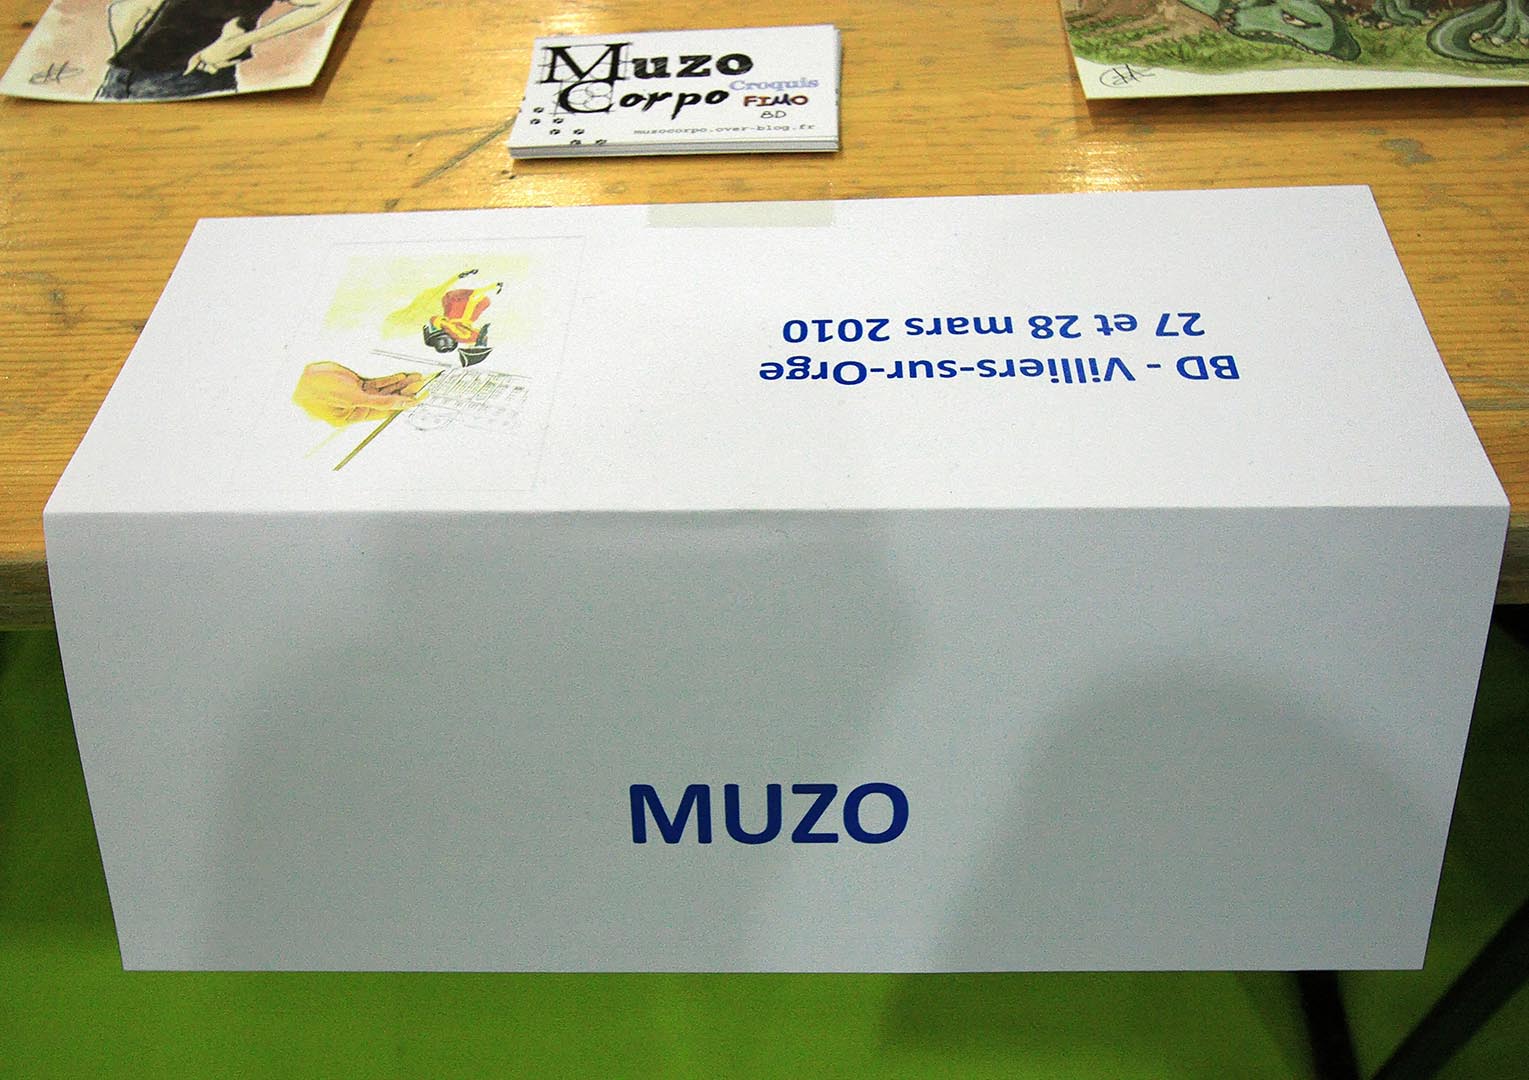 Muzo
Corpo
Croquis
FIMO
BD
muzocorpo.over-blog.fr
BD - Villiers-sur-Orge
27 et 28 mars 2010
MUZO